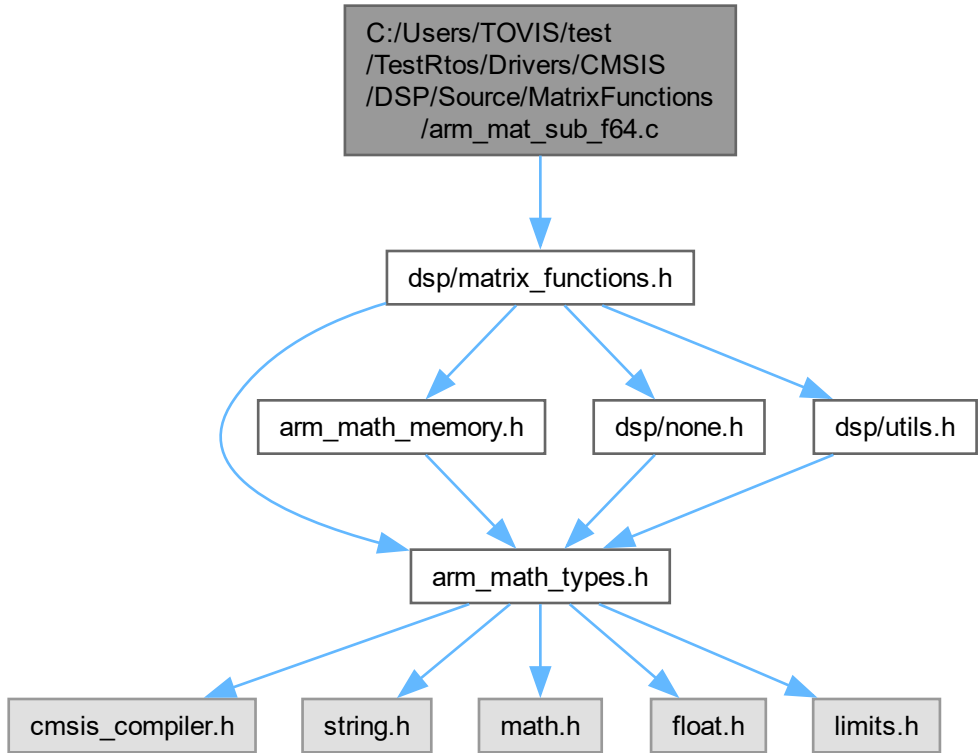 C:/Users/TOVIS/test
/TestRtos/Drivers/CMSIS
/DSP/Source/MatrixFunctions
/arm_mat_sub_f64.c
dsp/matrix_functions.h
arm_math_memory.h
dsp/none.h
dsp/utils.h
arm_math_types.h
cmsis_compiler.h
string.h
math.h
float.h
limits.h